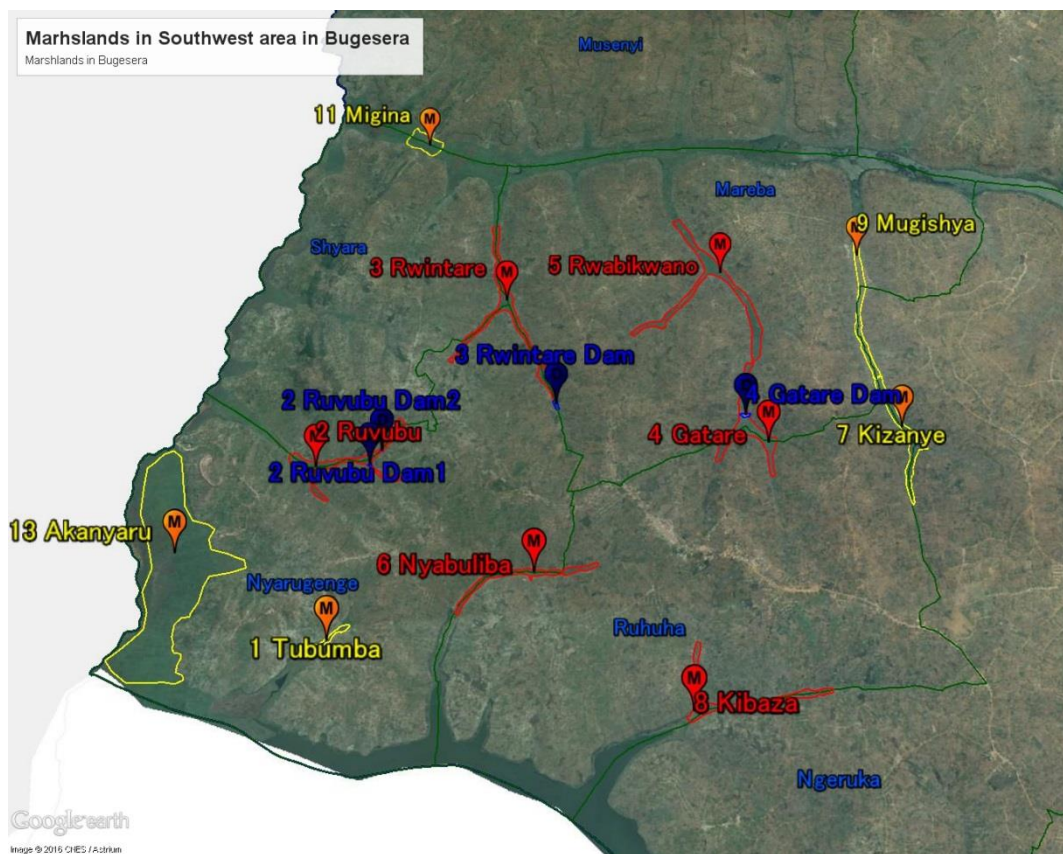 Marhslands in Southwest area in Bugesera
Marshlands in Bugesera
Musenyi
11 Migina
M
Mareba
9 Mugishya
M
Shyara
3 Rwintare
M
5 Rwabikwano
M
3 Rwintare Dam
4 Gatare Dam
2 Ruvubu Dam2
M
2 Ruvubu
M
4 Gatare
M
7 Kizanye
2 Ruvubu Dam1
13 Akanyaru
M
6 Nyabuliba
M
Nyarugenge
M
1 Tubumba
Ruhuha
M
8 Kibaza
Ngeruka
Google earth
Image © 2016 CNES / Astrium